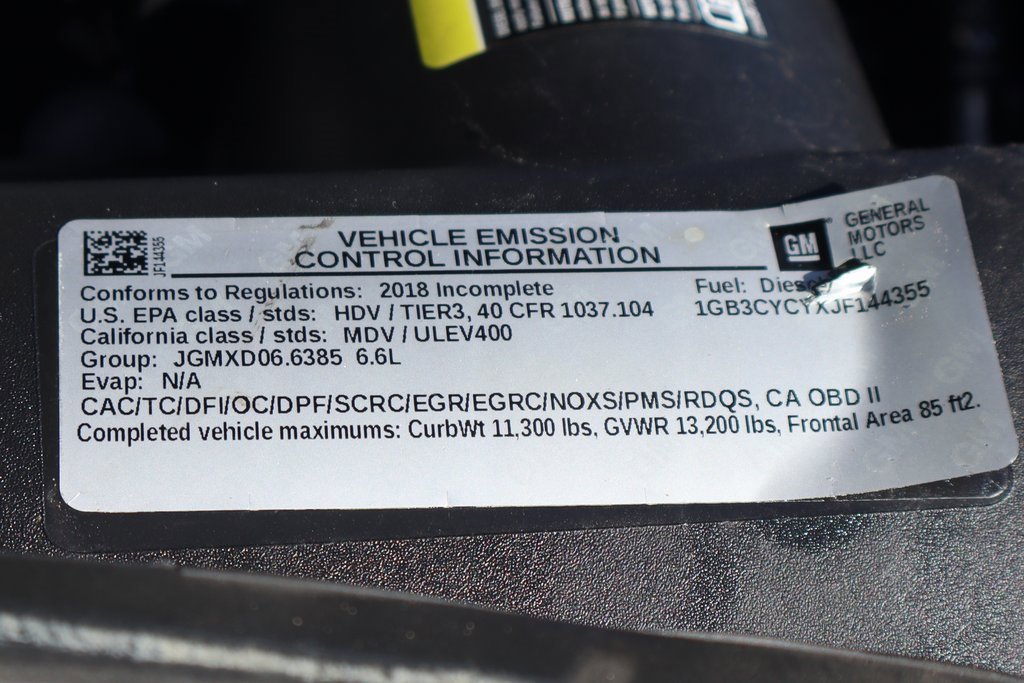 JF144355
VEHICLE EMISSION
CONTROL INFORMATION
GM
GENERAL
MOTORS
LLC
Conforms to Regulations: 2018 Incomplete
Fuel: Diesel
U.S. EPA class / stds: HDV / TIER3, 40 CFR 1037.104
1GB3CYCYXJF144355
California class / stds: MDV / ULEV400
Group: JGMXD06.6385 6.6L
Evap: N/A
CAC/TC/DFI/OC/DPF/SCRC/EGR/EGRC/NOXS/PMS/RDQS, CA OBD II
Completed vehicle maximums: CurbWt 11,300 lbs, GVWR 13,200 lbs, Frontal Area 85 ft2.